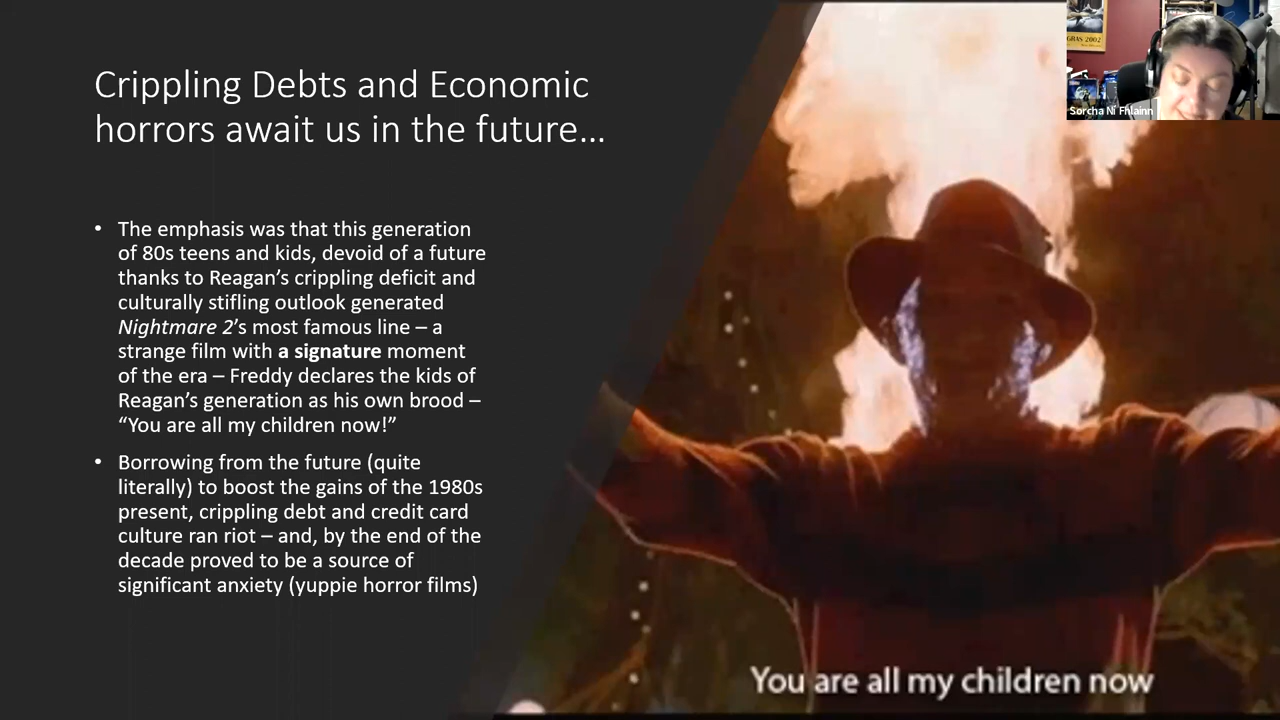 Crippling Debts and Economic
horrors await us in the future…
• The emphasis was that this generation
of 80s teens and kids, devoid of a future
thanks to Reagan’s crippling deficit and
culturally stifling outlook generated
Nightmare 2’s most famous line – a
strange film with a signature moment
of the era – Freddy declares the kids of
Reagan’s generation as his own brood –
“You are all my children now!”
• Borrowing from the future (quite
literally) to boost the gains of the 1980s
present, crippling debt and credit card
culture ran riot – and, by the end of the
decade proved to be a source of
significant anxiety (yuppie horror films)
GRAS 2002
Sorcha Ni Fhlainn
You are all my children now